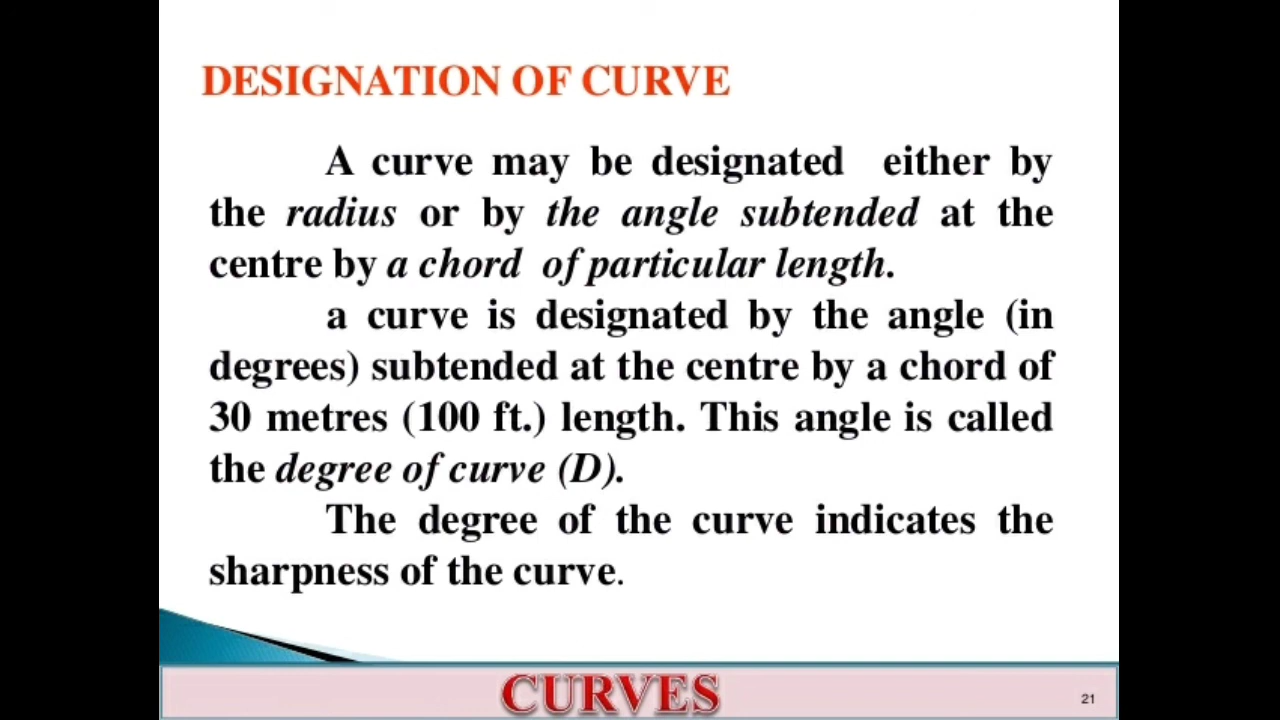 DESIGNATION OF CURVE
A curve may be designated either by
the radius or by the angle subtended at the
centre by a chord of particular length.
a curve is designated by the angle (in
degrees) subtended at the centre by a chord of
30 metres (100 ft.) length. This angle is called
the degree of curve (D).
The degree of the curve indicates the
sharpness of the curve.
CURVES
21